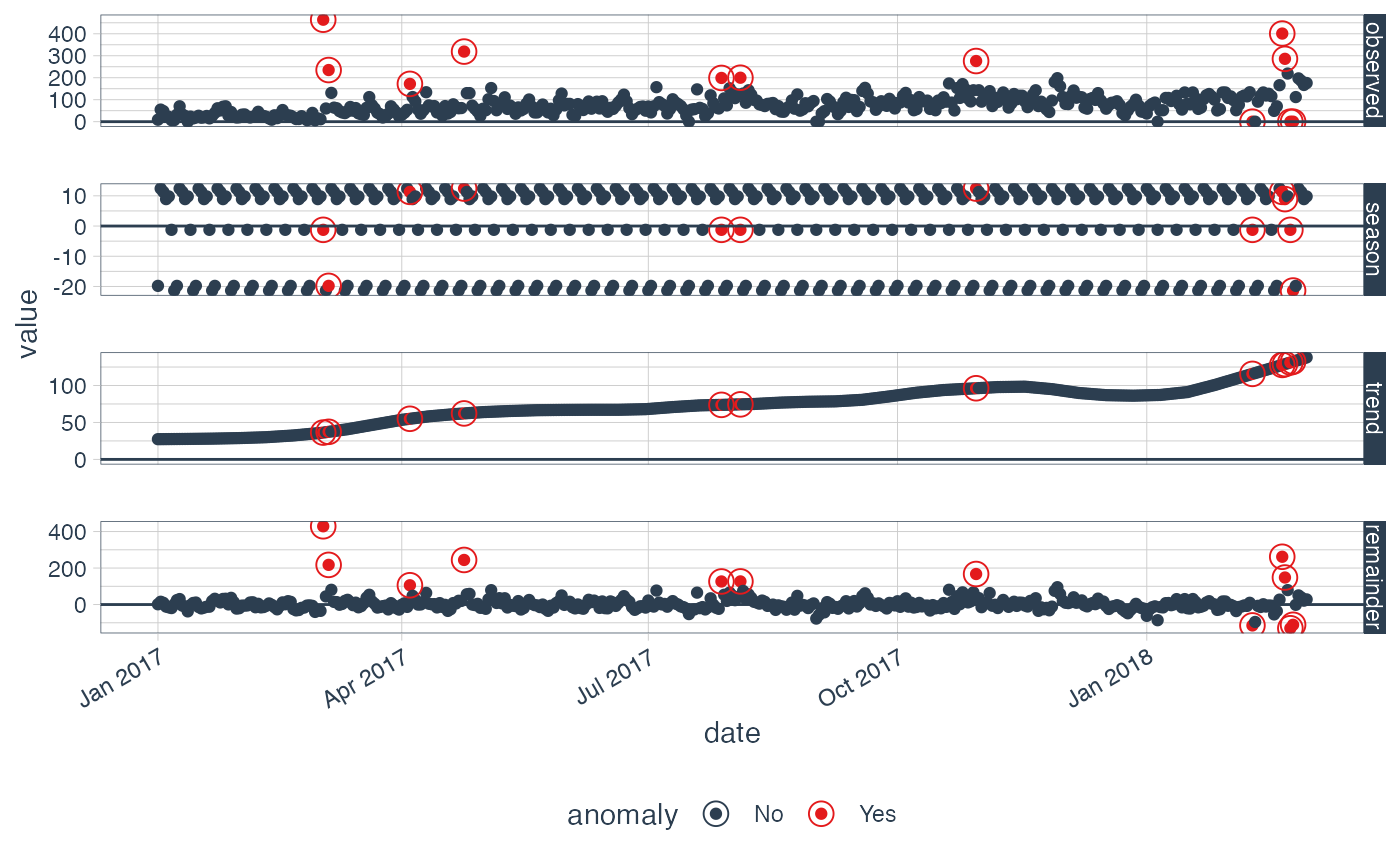 400
300
200
100
0
observed
10
0
-10
-20
season
value
100
50
0
trend
400
200
0
remainder
Jan 2017
Apr 2017
Jul 2017
Oct 2017
Jan 2018
date
anomaly No Yes